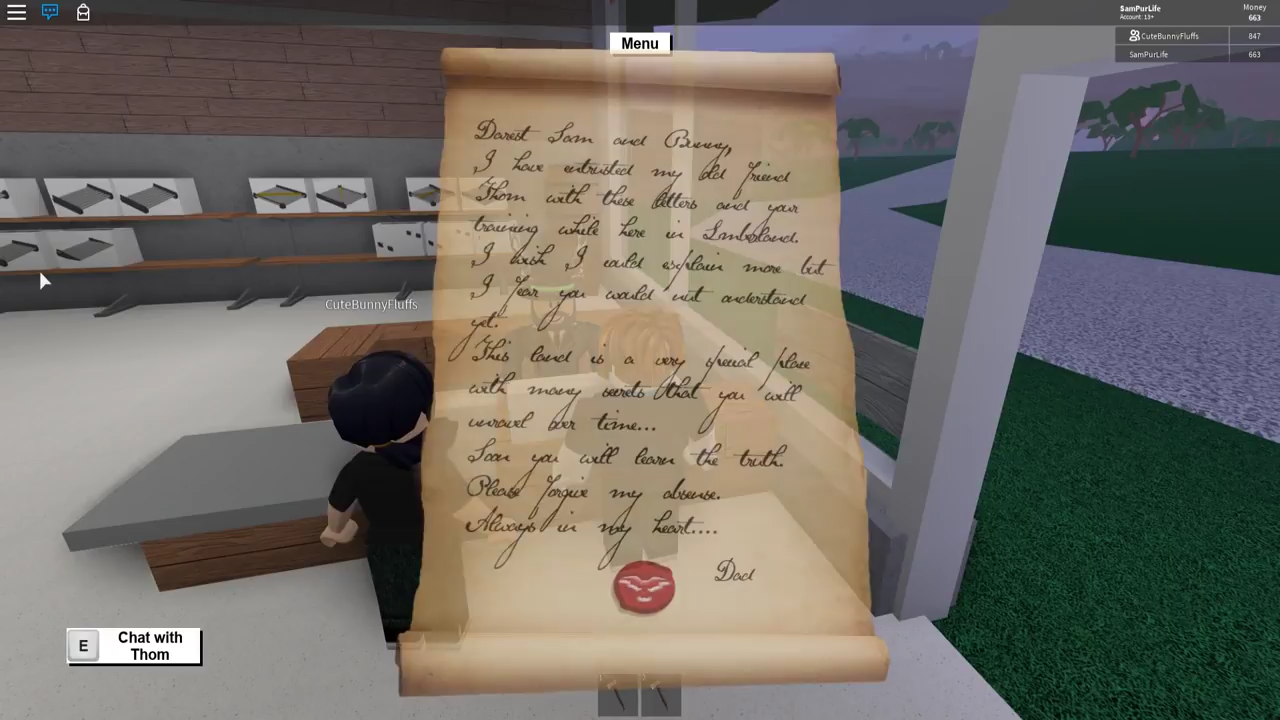 SamPurLife
Account: 13+
Money
663
CuteBunnyFluffs 847
SamPurLife 663
Menu
Darest Sam and Bunny,
I have entrusted my old friend
Thom with these letters and your
training while here in Lmberland.
I wish I could explain more but
I fear you would not understand
yet.
This land is a very special place
with many secrets that you will
unravel over time...
Soon you will learn the truth.
Please forgive my absense.
Always in my heart....
Dad
CuteBunnyFluffs
E Chat with
Thom